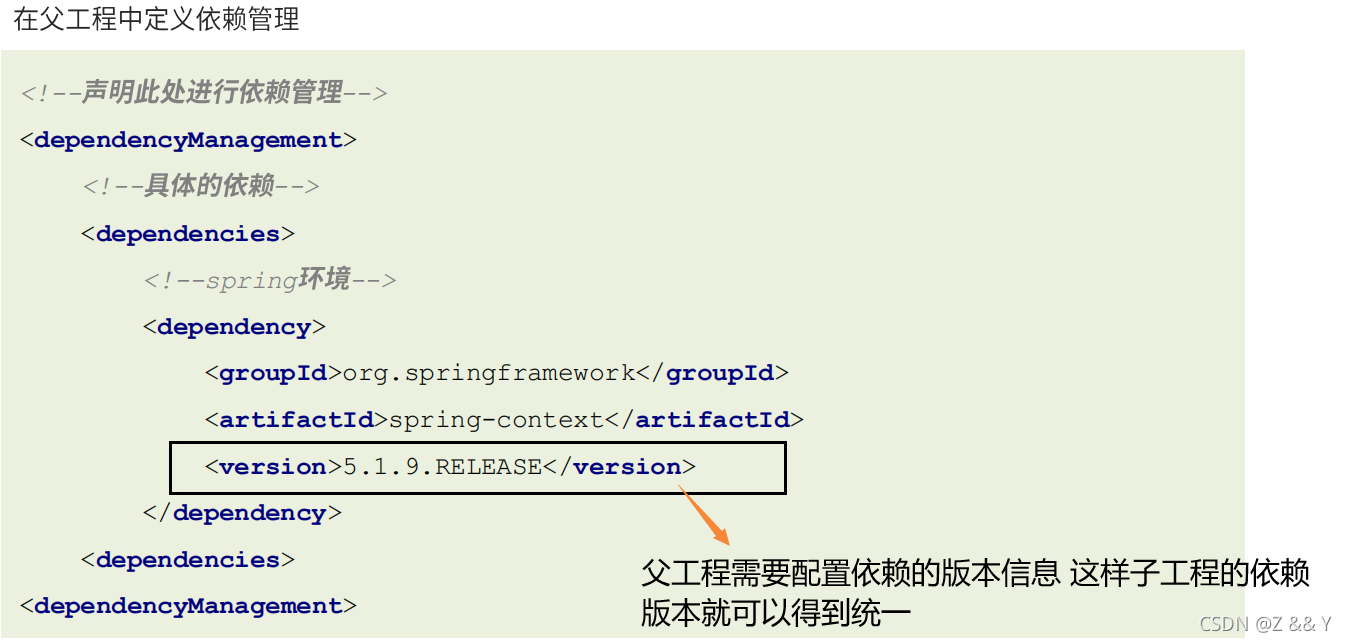 在父工程中定义依赖管理
<!--声明此处进行依赖管理-->
<dependencyManagement>
<!--具体的依赖-->
<dependencies>
<!--spring环境-->
<dependency>
<groupId>org.springframework</groupId>
<artifactId>spring-context</artifactId>
<version>5.1.9.RELEASE</version>
</dependency>
<dependencies>
<dependencyManagement>
父工程需要配置依赖的版本信息 这样子工程的依赖
版本就可以得到统一
CSDN @Z && Y